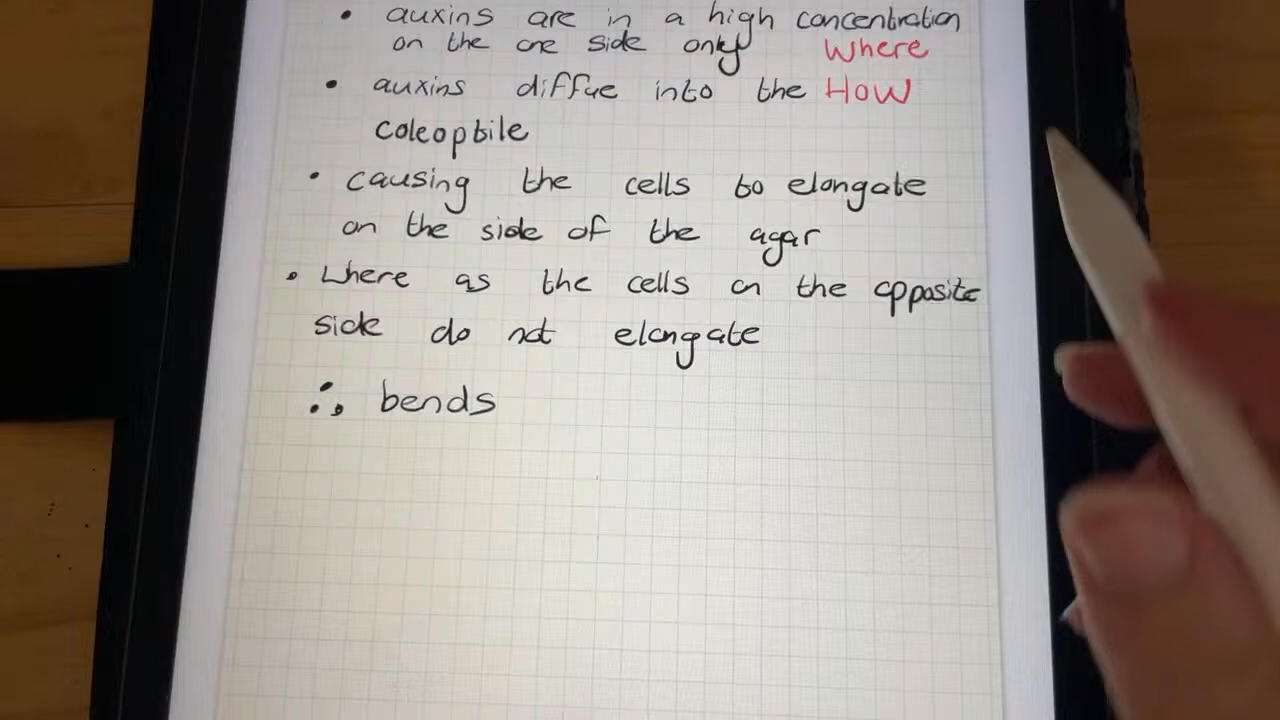 • auxins are in a high concentration
on the one side only Where
• auxins diffue into the How
coleoptile
• causing the cells to elongate
on the side of the agar
• Where as the cells on the opposite
side do not elongate
∴ bends